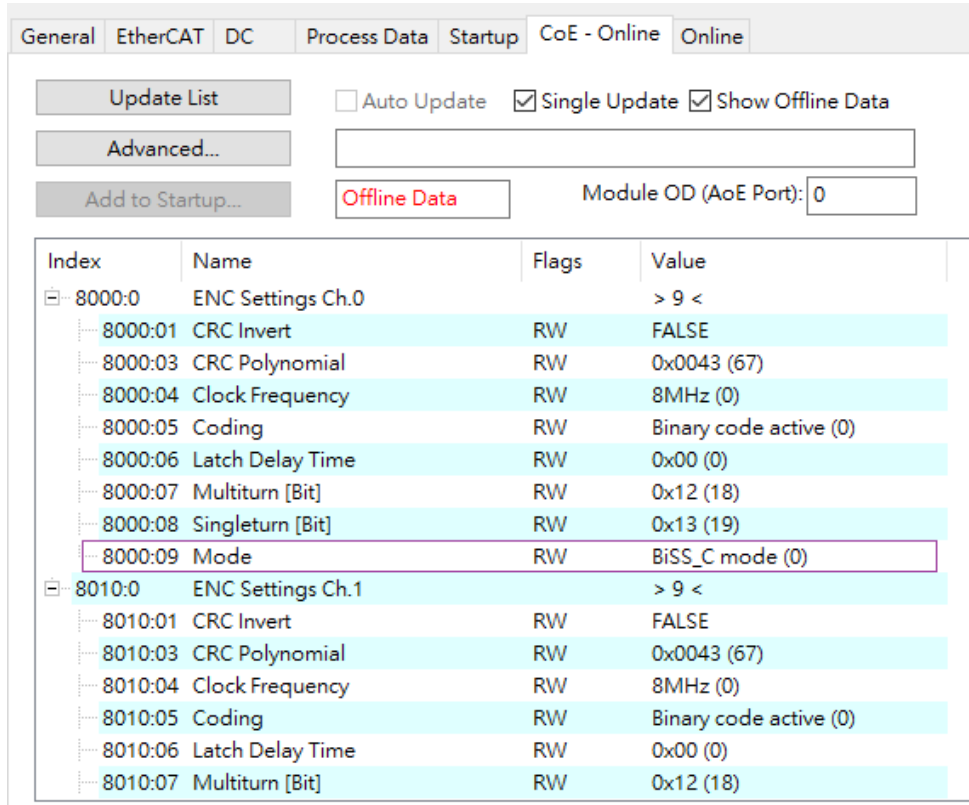 General EtherCAT DC Process Data Startup CoE - Online Online
Update List Auto Update Single Update Show Offline Data
Advanced...
Add to Startup... Offline Data Module OD (AoE Port): 0
Index Name Flags Value
8000:0 ENC Settings Ch.0 > 9 <
8000:01 CRC Invert RW FALSE
8000:03 CRC Polynomial RW 0x0043 (67)
8000:04 Clock Frequency RW 8MHz (0)
8000:05 Coding RW Binary code active (0)
8000:06 Latch Delay Time RW 0x00 (0)
8000:07 Multiturn [Bit] RW 0x12 (18)
8000:08 Singleturn [Bit] RW 0x13 (19)
8000:09 Mode RW BiSS_C mode (0)
8010:0 ENC Settings Ch.1 > 9 <
8010:01 CRC Invert RW FALSE
8010:03 CRC Polynomial RW 0x0043 (67)
8010:04 Clock Frequency RW 8MHz (0)
8010:05 Coding RW Binary code active (0)
8010:06 Latch Delay Time RW 0x00 (0)
8010:07 Multiturn [Bit] RW 0x12 (18)